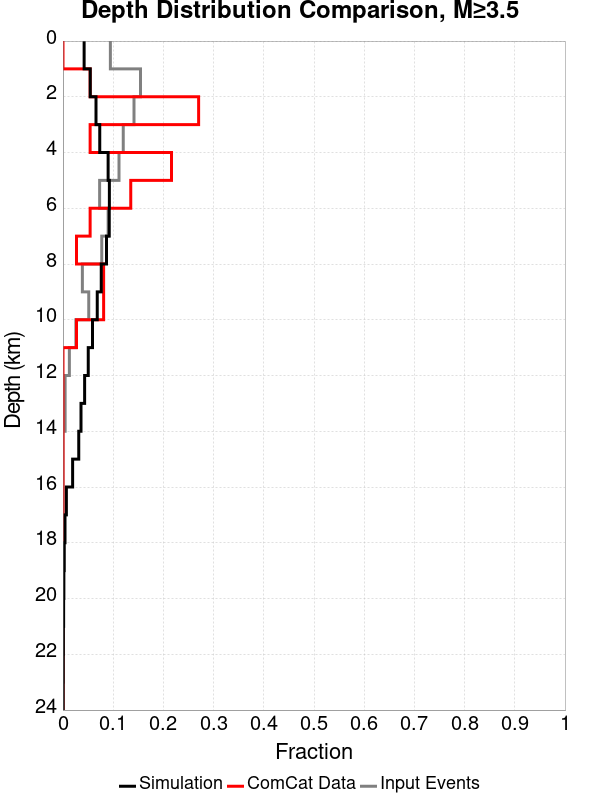 Depth Distribution Comparison, M≥3.5
0
2
4
6
8
10
12
14
16
18
20
22
24
Depth (km)
0 0.1 0.2 0.3 0.4 0.5 0.6 0.7 0.8 0.9 1
Fraction
Simulation ComCat Data Input Events